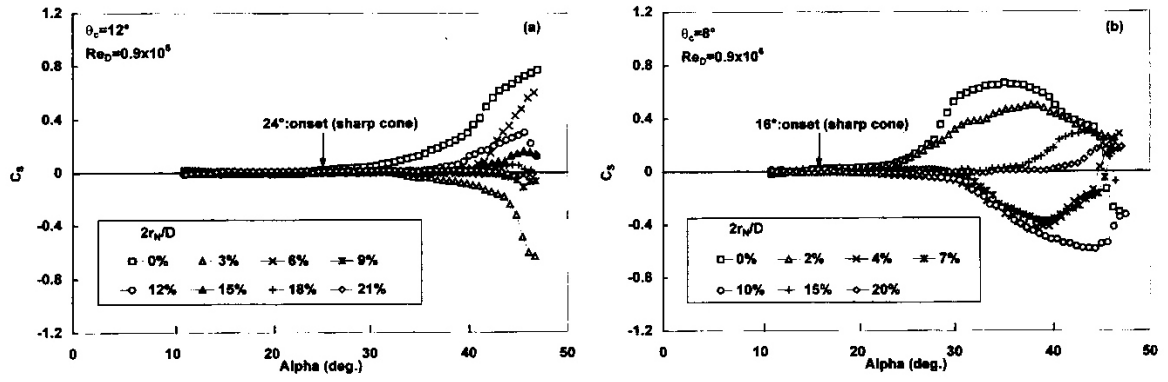 (a)
θc=12°
ReD=0.9x10⁶
24°:onset (sharp cone)
Cs
1.2
0.8
0.4
0
-0.4
-0.8
-1.2
2rN/D
0% 3% 6% 9%
12% 15% 18% 21%
0 10 20 30 40 50
Alpha (deg.)
(b)
θc=8°
ReD=0.9x10⁶
16°:onset (sharp cone)
Cs
1.2
0.8
0.4
0
-0.4
-0.8
-1.2
2rN/D
0% 2% 4% 7%
10% 15% 20%
0 10 20 30 40 50
Alpha (deg.)